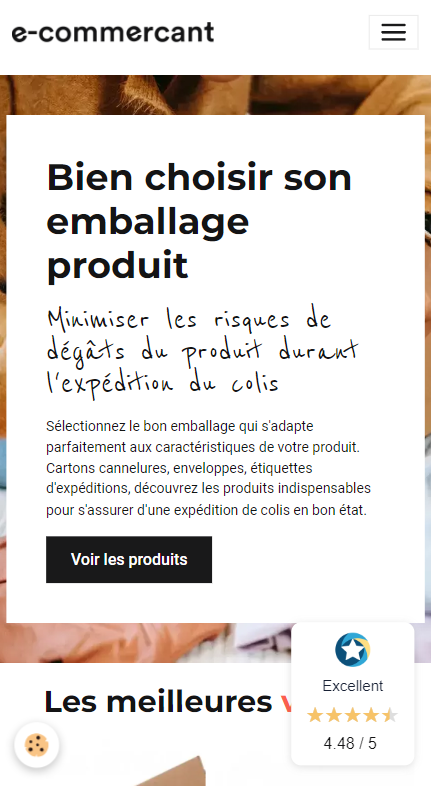 e-commercant
Bien choisir son
emballage
produit
Minimiser les risques de
dégâts du produit durant
l'expédition du colis
Sélectionnez le bon emballage qui s'adapte
parfaitement aux caractéristiques de votre produit.
Cartons cannelures, enveloppes, étiquettes
d'expéditions, découvrez les produits indispensables
pour s'assurer d'une expédition de colis en bon état.
Voir les produits
Les meilleures
Excellent
4.48 / 5